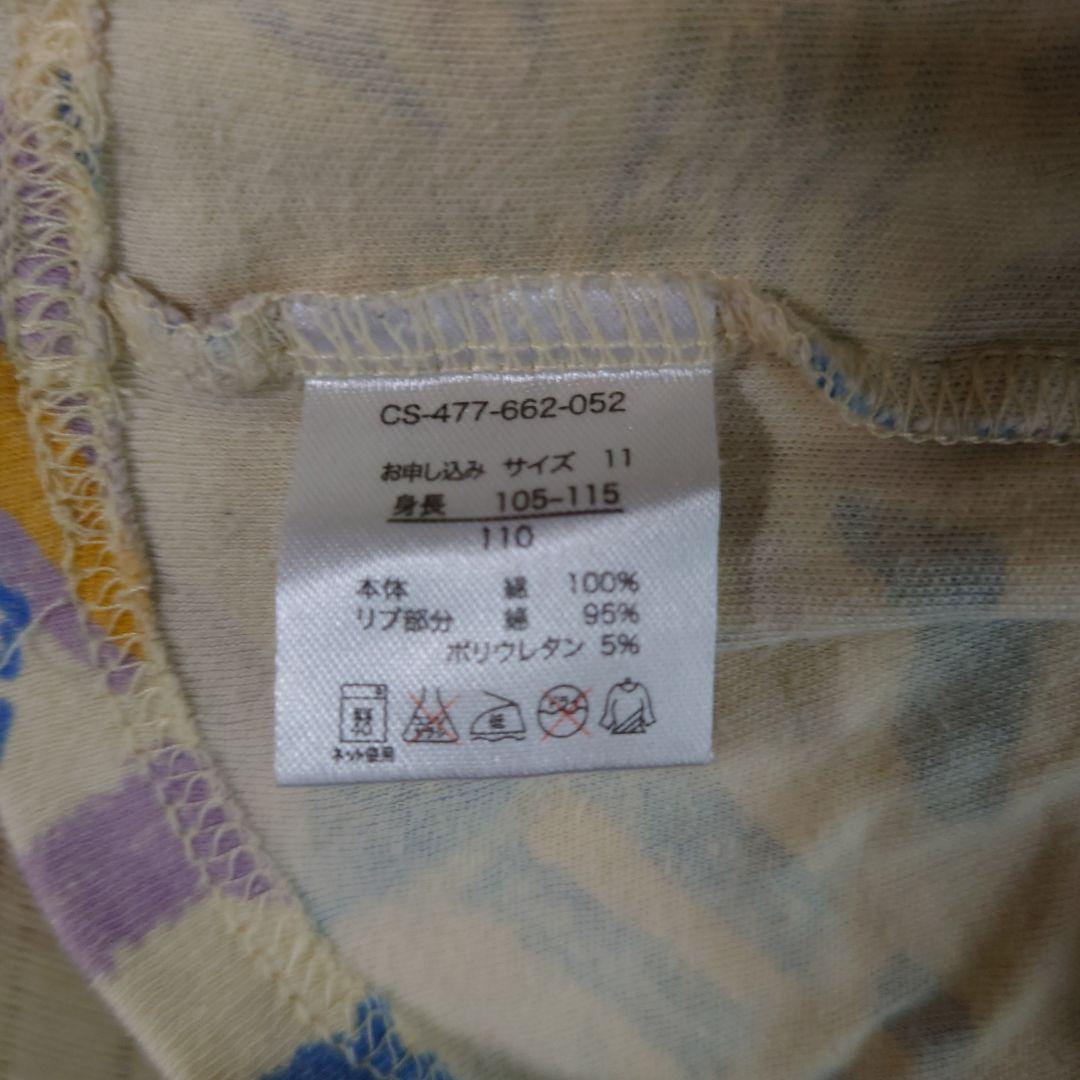 CS-477-662-052
お申し込み サイズ 11
身長 105-115
110
本体 綿 100%
リブ部分 綿 95%
ポリウレタン 5%
40
低
ネット使用